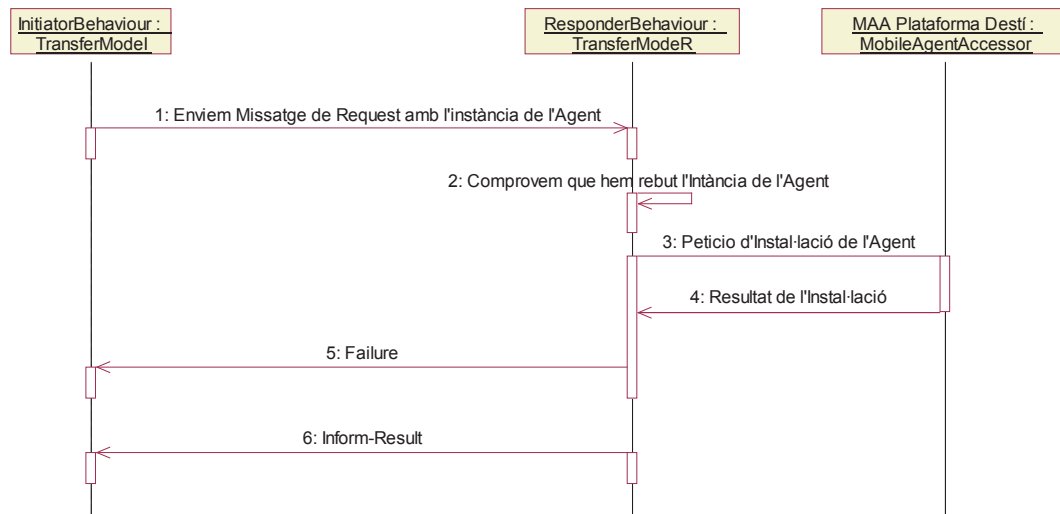 InitiatorBehaviour :
TransferModeI
ResponderBehaviour :
TransferModeR
MAA Plataforma Destí :
MobileAgentAccessor
1: Enviem Missatge de Request amb l'instància de l'Agent
2: Comprovem que hem rebut l'Intància de l'Agent
3: Peticio d'Instal·lació de l'Agent
4: Resultat de l'Instal·lació
5: Failure
6: Inform-Result